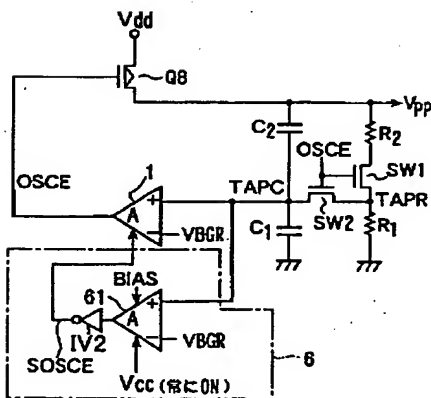 Vdd
Q8
Vpp
C2
R2
OSCE
SW1
OSCE
TAPC
TAPR
1
+
A
SW2
C1
R1
VBGR
BIAS
61
+
A
IV2
VBGR
SOSCE
Vcc (常にON)
6